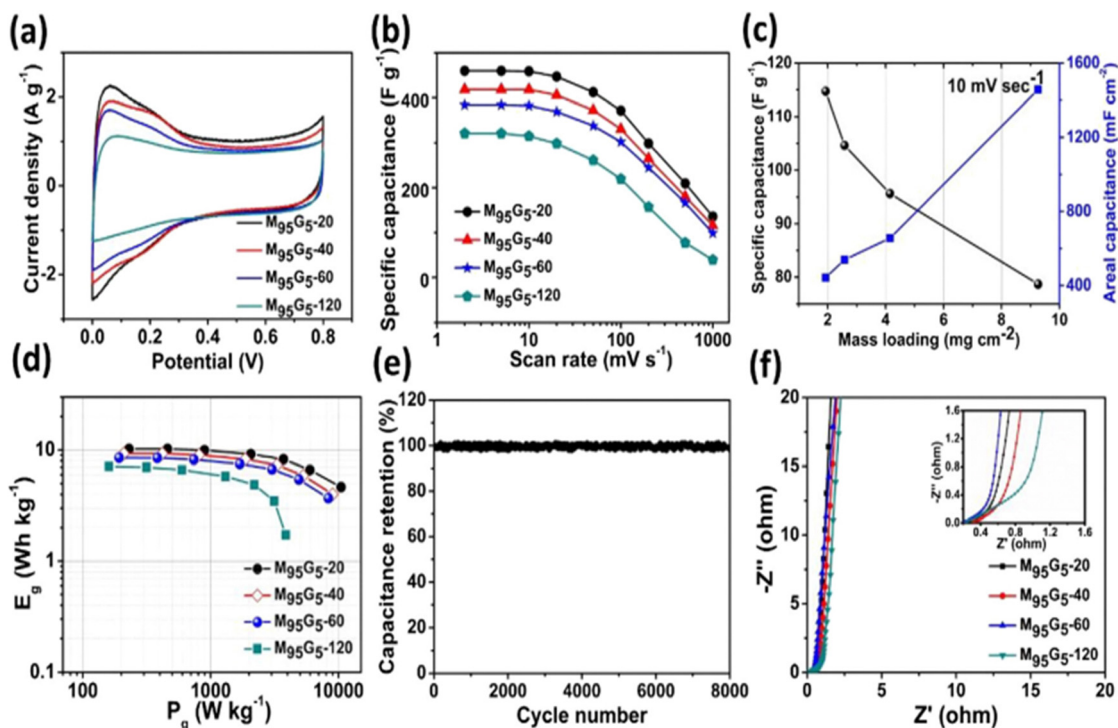 (a)
Current density (A g⁻¹)
2
1
0
-1
-2
0.0 0.2 0.4 0.6 0.8
Potential (V)
M₉₅G₅-20
M₉₅G₅-40
M₉₅G₅-60
M₉₅G₅-120
(b)
Specific capacitance (F g⁻¹)
400
200
0
1 10 100 1000
Scan rate (mV s⁻¹)
M₉₅G₅-20
M₉₅G₅-40
M₉₅G₅-60
M₉₅G₅-120
(c)
10 mV sec⁻¹
Specific capacitance (F g⁻¹)
120
110
100
90
80
2 4 6 8 10
Mass loading (mg cm⁻²)
1600
1200
800
400
Areal capacitance (mF cm⁻²)
(d)
E_g (Wh kg⁻¹)
10
1
0.1
100 1000 10000
P_g (W kg⁻¹)
M₉₅G₅-20
M₉₅G₅-40
M₉₅G₅-60
M₉₅G₅-120
(e)
Capacitance retention (%)
120
100
80
60
40
20
0
0 2000 4000 6000 8000
Cycle number
(f)
-Z'' (ohm)
20
15
10
5
0
0 5 10 15 20
Z' (ohm)
-Z'' (ohm)
1.6
1.2
0.8
0.4
0.0
0.4 0.8 1.2 1.6
Z' (ohm)
M₉₅G₅-20
M₉₅G₅-40
M₉₅G₅-60
M₉₅G₅-120